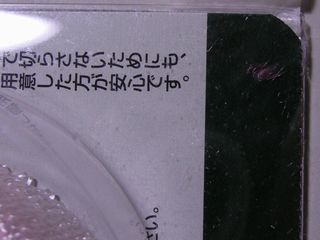 で切らさないためにも、
用意した方が安心です。
さい。